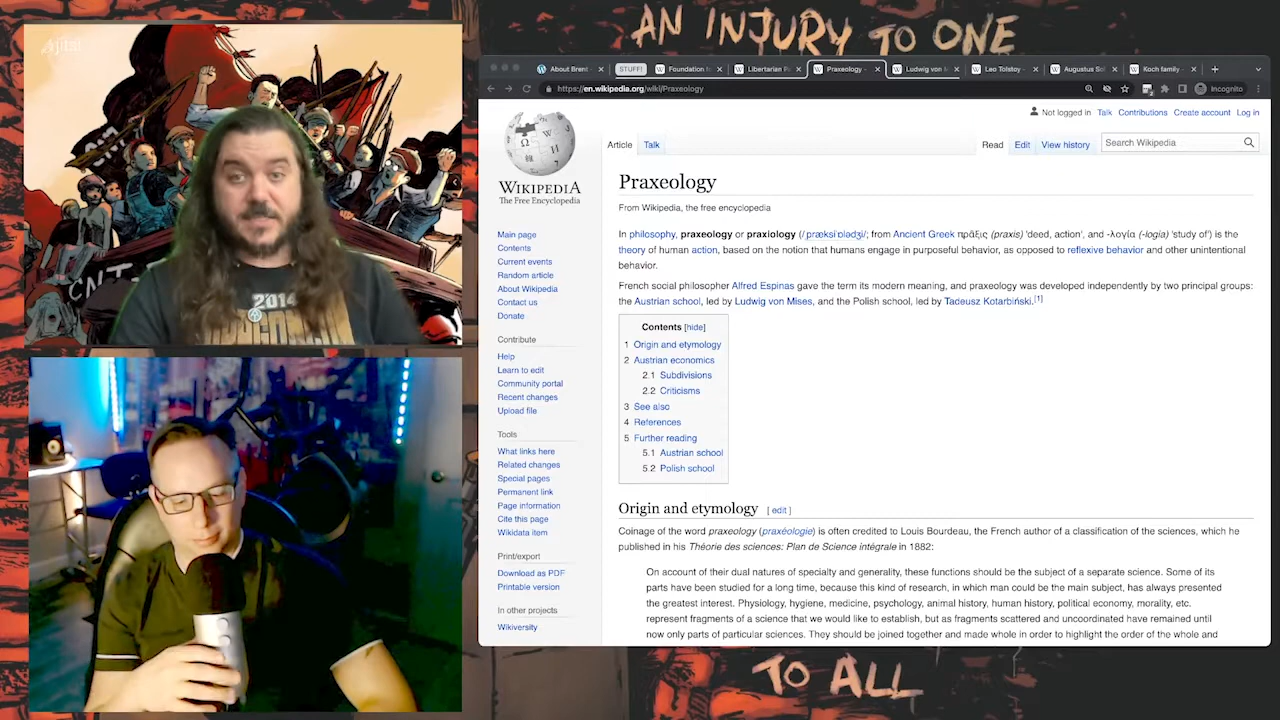 AN INJURY TO ONE
CNT
2014
About Brent
STUFF!
Foundation f
Libertarian P
Praxeology -
Ludwig von M
Leo Tolstoy -
Augustus Sol
Koch family -
https://en.wikipedia.org/wiki/Praxeology
Incognito
Not logged in Talk Contributions Create account Log in
WIKIPEDIA
The Free Encyclopedia
Article Talk
Read Edit View history
Search Wikipedia
Main page
Contents
Current events
Random article
About Wikipedia
Contact us
Donate
Contribute
Help
Learn to edit
Community portal
Recent changes
Upload file
Tools
What links here
Related changes
Special pages
Permanent link
Page information
Cite this page
Wikidata item
Print/export
Download as PDF
Printable version
In other projects
Wikiversity
Praxeology
From Wikipedia, the free encyclopedia
In philosophy, praxeology or praxiology (/ˌpræksiˈɒlədʒi/; from Ancient Greek πρᾶξις (praxis) 'deed, action', and -λογία (-logia) 'study of') is the
theory of human action, based on the notion that humans engage in purposeful behavior, as opposed to reflexive behavior and other unintentional
behavior.
French social philosopher Alfred Espinas gave the term its modern meaning, and praxeology was developed independently by two principal groups:
the Austrian school, led by Ludwig von Mises, and the Polish school, led by Tadeusz Kotarbiński.[1]
Contents [hide]
1 Origin and etymology
2 Austrian economics
2.1 Subdivisions
2.2 Criticisms
3 See also
4 References
5 Further reading
5.1 Austrian school
5.2 Polish school
Origin and etymology [ edit ]
Coinage of the word praxeology (praxéologie) is often credited to Louis Bourdeau, the French author of a classification of the sciences, which he
published in his Théorie des sciences: Plan de Science intégrale in 1882:
On account of their dual natures of specialty and generality, these functions should be the subject of a separate science. Some of its
parts have been studied for a long time, because this kind of research, in which man could be the main subject, has always presented
the greatest interest. Physiology, hygiene, medicine, psychology, animal history, human history, political economy, morality, etc.
represent fragments of a science that we would like to establish, but as fragments scattered and uncoordinated have remained until
now only parts of particular sciences. They should be joined together and made whole in order to highlight the order of the whole and
TO ALL